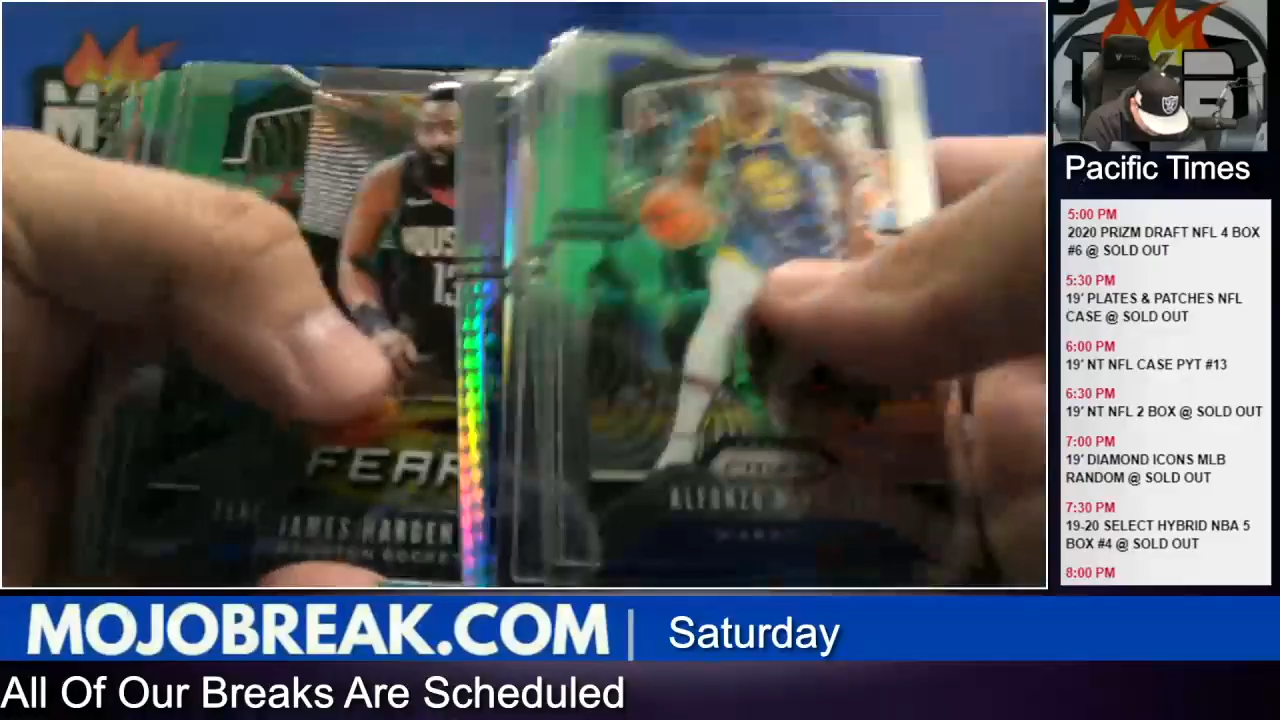 HOUS
13
FEAR
JAMES HARDEN
ALFONZO
Pacific Times
5:00 PM
2020 PRIZM DRAFT NFL 4 BOX
#6 @ SOLD OUT
5:30 PM
19' PLATES & PATCHES NFL
CASE @ SOLD OUT
6:00 PM
19' NT NFL CASE PYT #13
6:30 PM
19' NT NFL 2 BOX @ SOLD OUT
7:00 PM
19' DIAMOND ICONS MLB
RANDOM @ SOLD OUT
7:30 PM
19-20 SELECT HYBRID NBA 5
BOX #4 @ SOLD OUT
8:00 PM
MOJOBREAK.COM | Saturday
All Of Our Breaks Are Scheduled